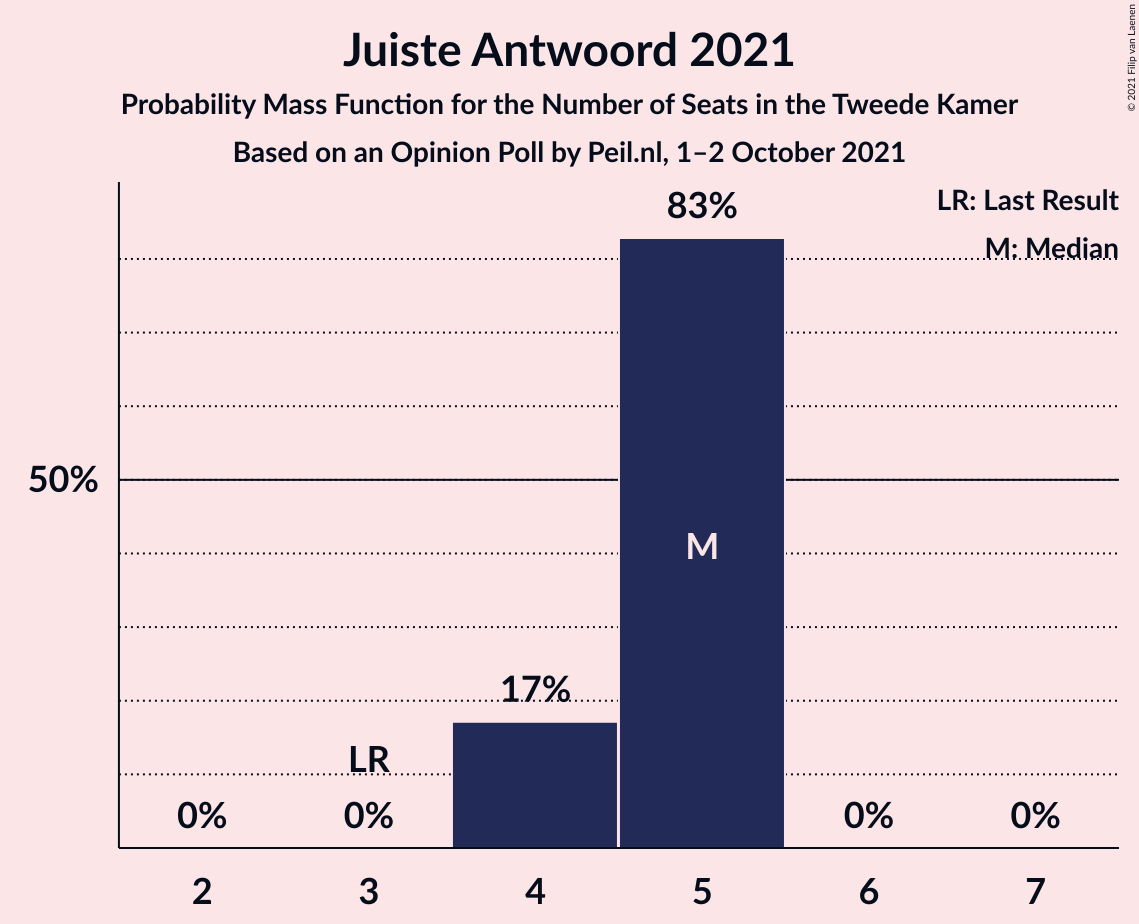 Juiste Antwoord 2021
Probability Mass Function for the Number of Seats in the Tweede Kamer
Based on an Opinion Poll by Peil.nl, 1–2 October 2021
© 2021 Filip van Laenen
LR: Last Result
M: Median
83%
50%
M
17%
LR
0% 0% 0% 0%
2 3 4 5 6 7